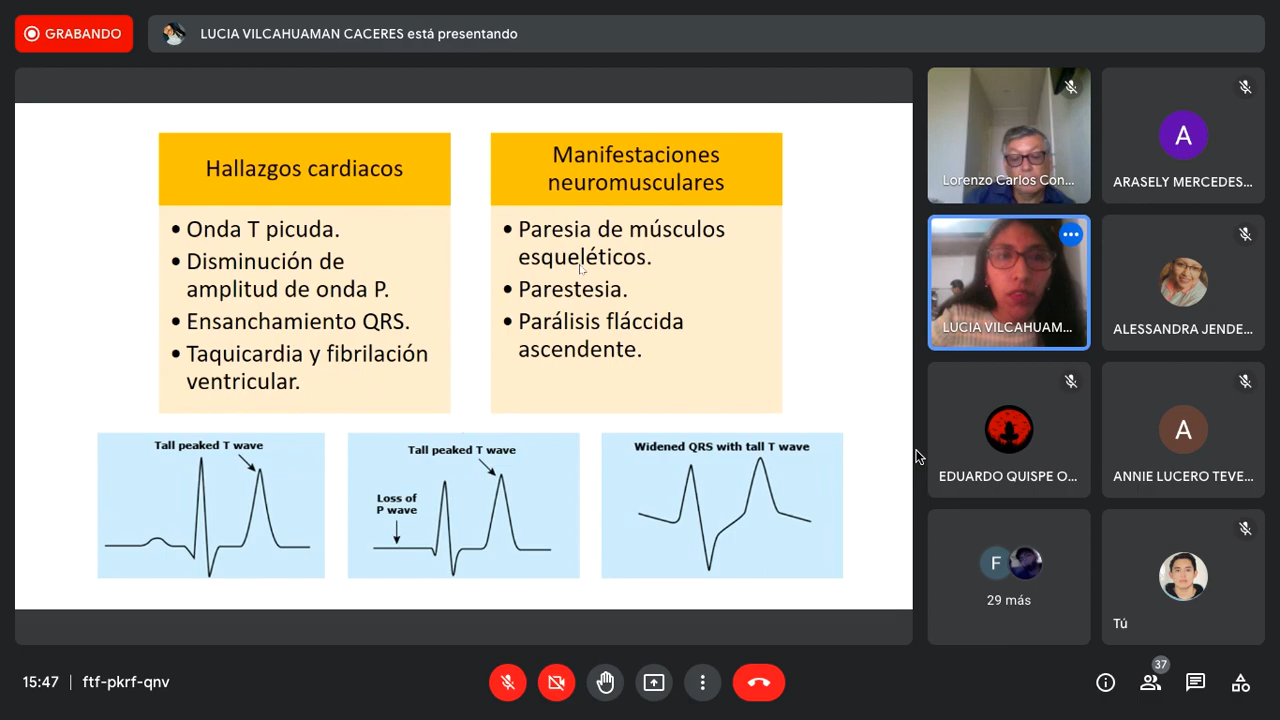 GRABANDO
LUCIA VILCAHUAMAN CACERES está presentando
Hallazgos cardiacos
• Onda T picuda.
• Disminución de
amplitud de onda P.
• Ensanchamiento QRS.
• Taquicardia y fibrilación
ventricular.
Manifestaciones
neuromusculares
• Paresia de músculos
esqueléticos.
• Parestesia.
• Parálisis fláccida
ascendente.
Tall peaked T wave
Tall peaked T wave
Loss of
P wave
Widened QRS with tall T wave
Lorenzo Carlos Con...
A
ARASELY MERCEDES...
LUCIA VILCAHUAM...
ALESSANDRA JENDE...
EDUARDO QUISPE O...
A
ANNIE LUCERO TEVE...
F
29 más
Tú
15:47 | ftf-pkrf-qnv
37